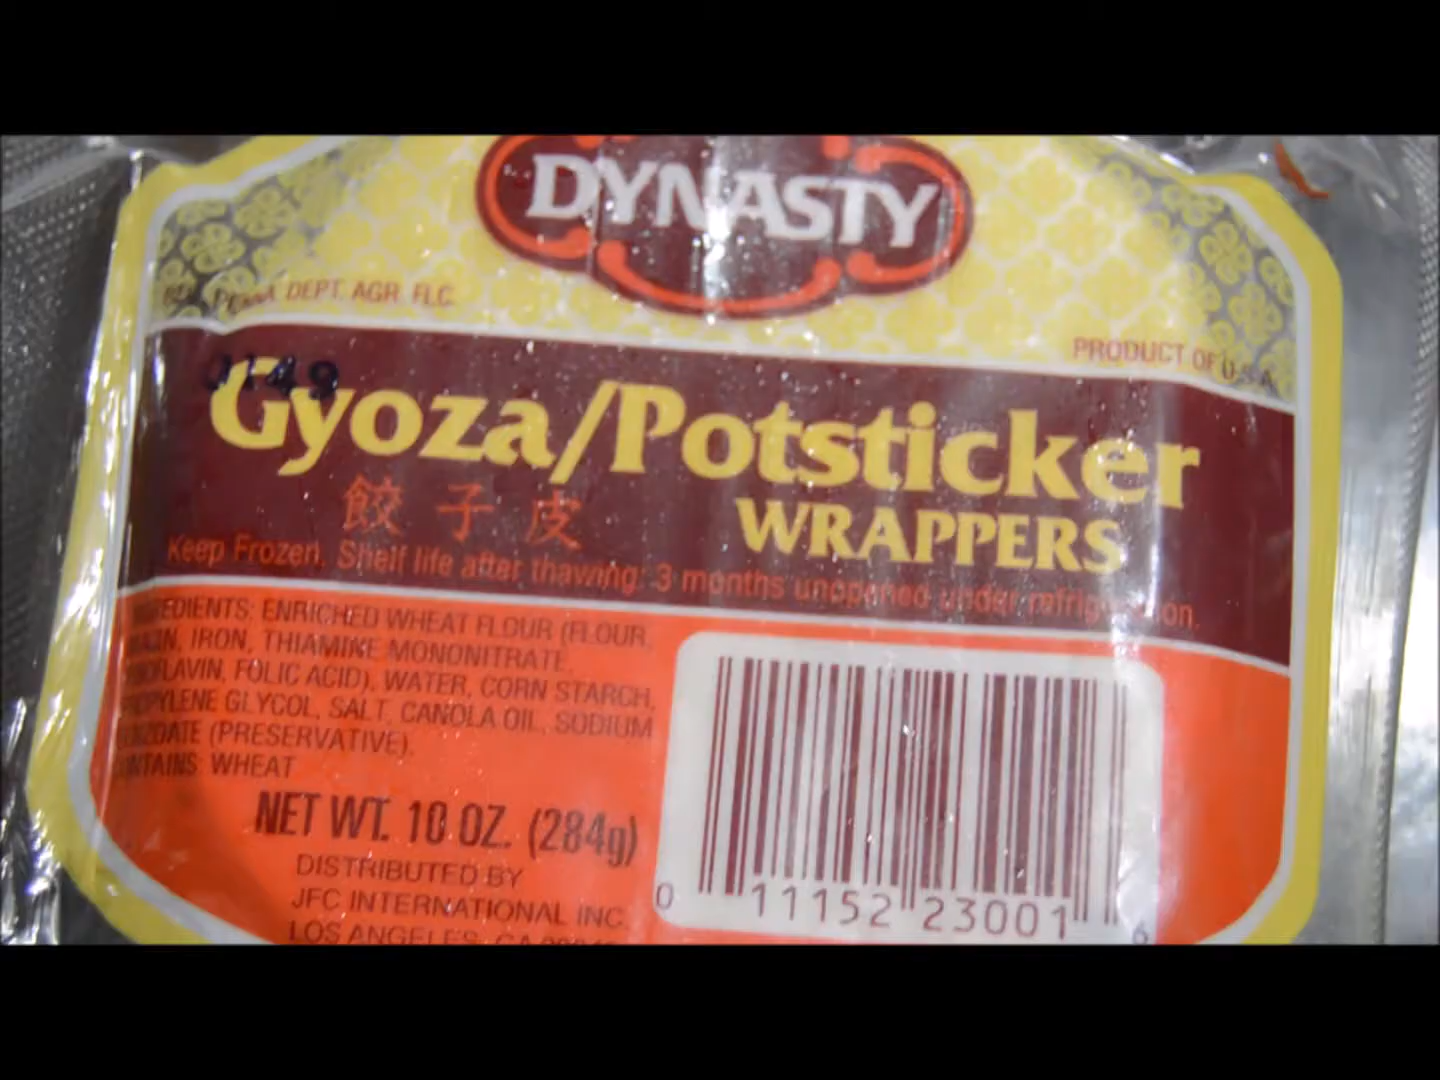 DYNASTY
PENNA. DEPT. AGR. FLC.
PRODUCT OF U.S.A.
1149
Gyoza/Potsticker
餃子皮
WRAPPERS
Keep Frozen. Shelf life after thawing: 3 months unopened under refrigeration.
INGREDIENTS: ENRICHED WHEAT FLOUR (FLOUR,
NIACIN, IRON, THIAMINE MONONITRATE,
RIBOFLAVIN, FOLIC ACID), WATER, CORN STARCH,
PROPYLENE GLYCOL, SALT, CANOLA OIL, SODIUM
BENZOATE (PRESERVATIVE).
CONTAINS: WHEAT
NET WT. 10 OZ. (284g)
DISTRIBUTED BY
JFC INTERNATIONAL INC.
LOS ANGELES, CA
0 11152 23001 6